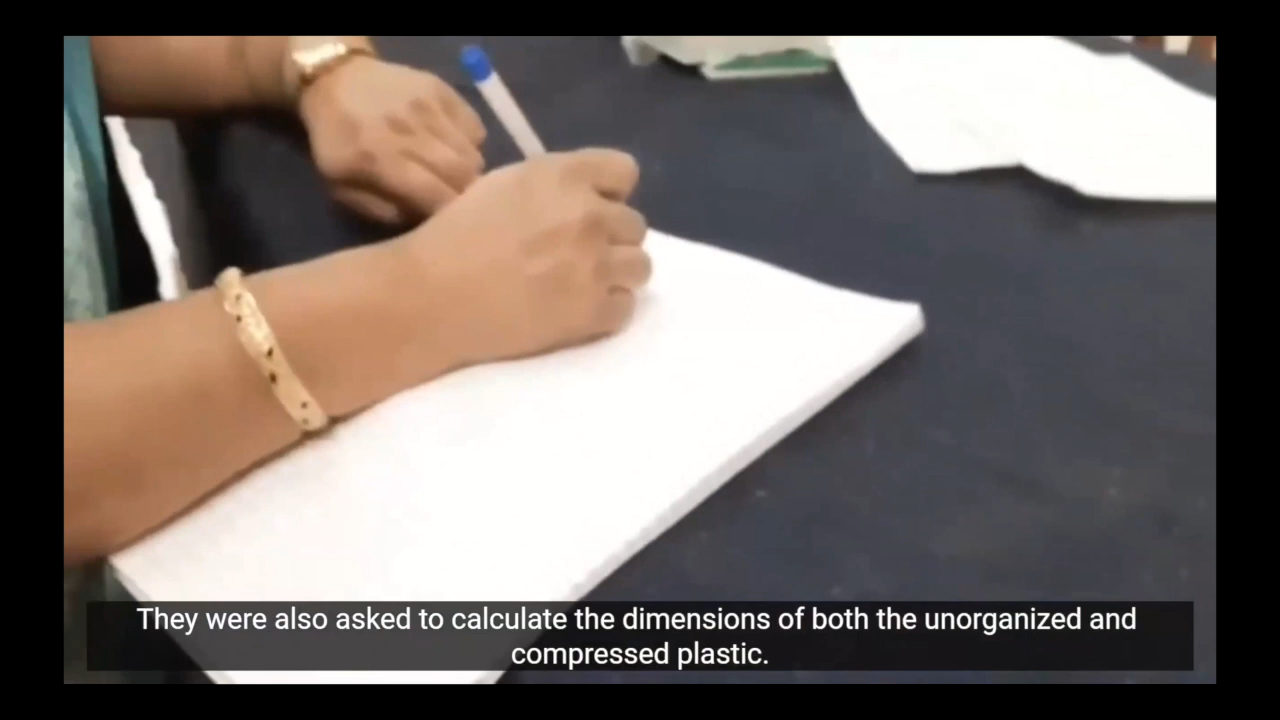 They were also asked to calculate the dimensions of both the unorganized and
compressed plastic.